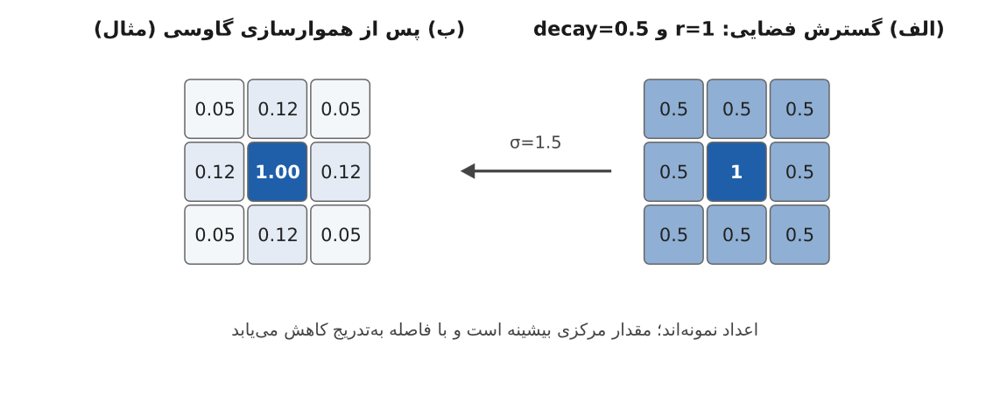 (الف) گسترش فضایی: r=1 و decay=0.5
(ب) پس از هموارسازی گاوسی (مثال)
0.5 0.5 0.5
0.5 1 0.5
0.5 0.5 0.5
σ=1.5
0.05 0.12 0.05
0.12 1.00 0.12
0.05 0.12 0.05
اعداد نمونه‌اند؛ مقدار مرکزی بیشینه است و با فاصله به‌تدریج کاهش می‌یابد